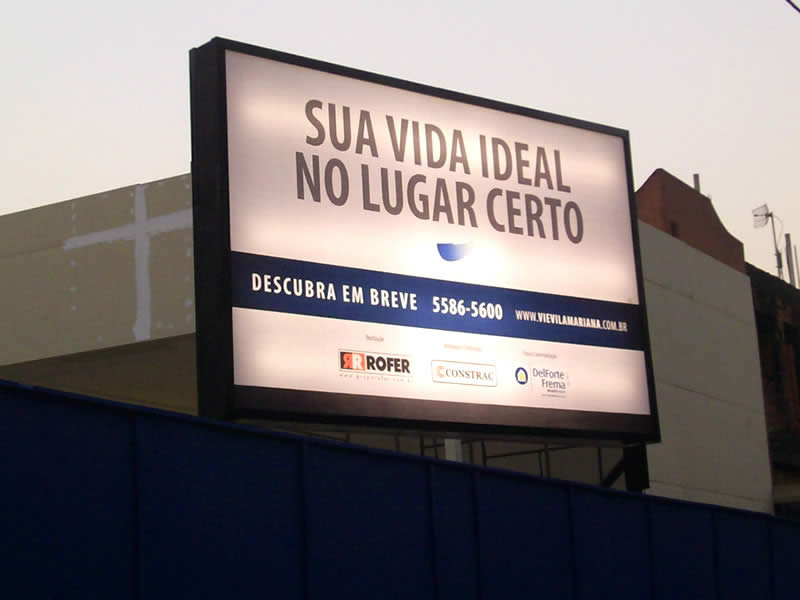 SUA VIDA IDEAL
NO LUGAR CERTO
DESCUBRA EM BREVE 5586-5600 WWW.VIEVILAMARIANA.COM.BR
RR ROFER
CONSTRAC
DelForte
Frema